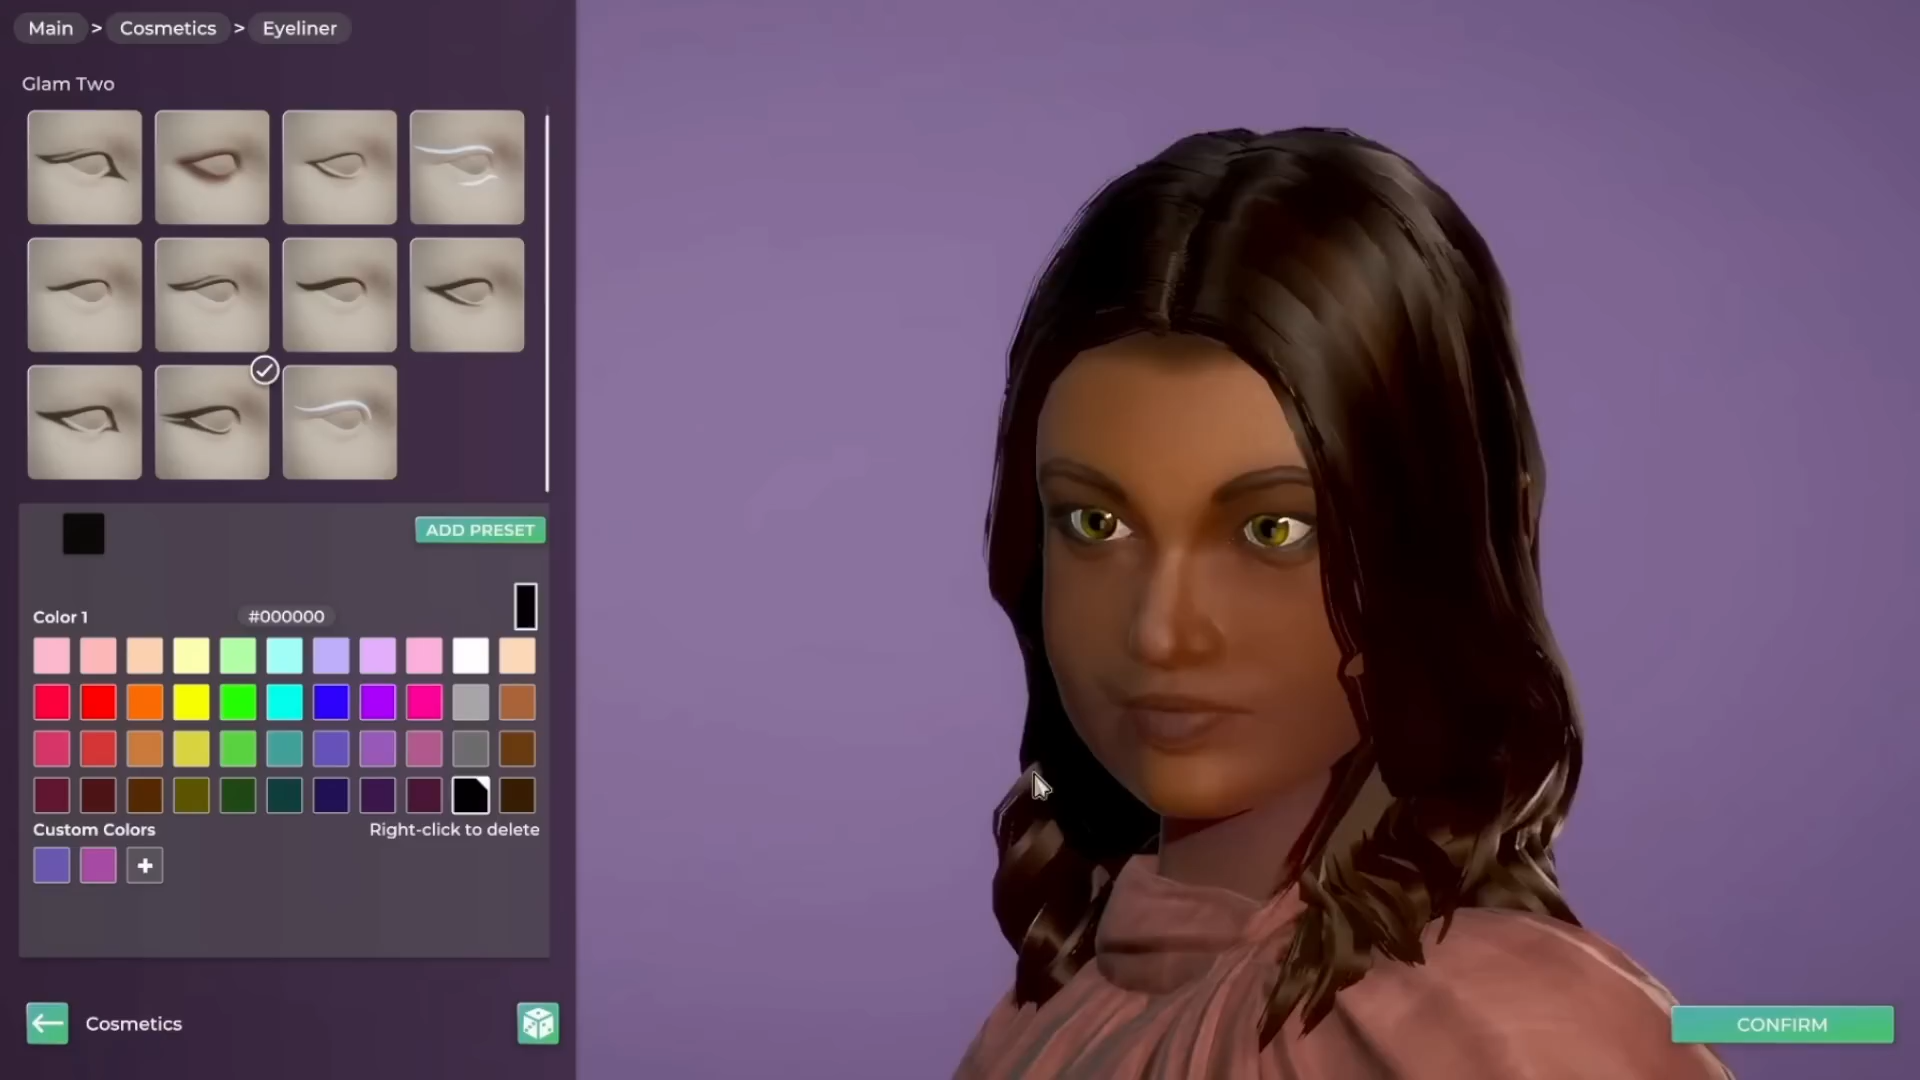 Main > Cosmetics > Eyeliner
Glam Two
ADD PRESET
Color 1 #000000
Custom Colors Right-click to delete
Cosmetics
CONFIRM